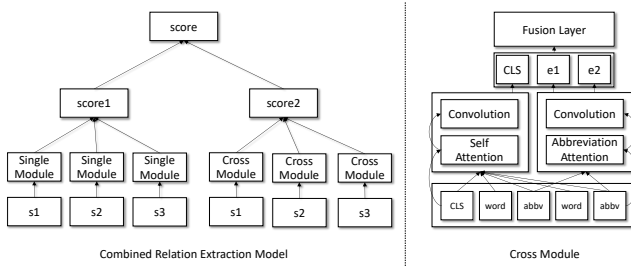 score
score1
score2
Single
Module
Single
Module
Single
Module
Cross
Module
Cross
Module
Cross
Module
s1
s2
s3
s1
s2
s3
Combined Relation Extraction Model
Fusion Layer
CLS
e1
e2
Convolution
Self
Attention
Convolution
Abbreviation
Attention
CLS
word
abbv
word
abbv
Cross Module